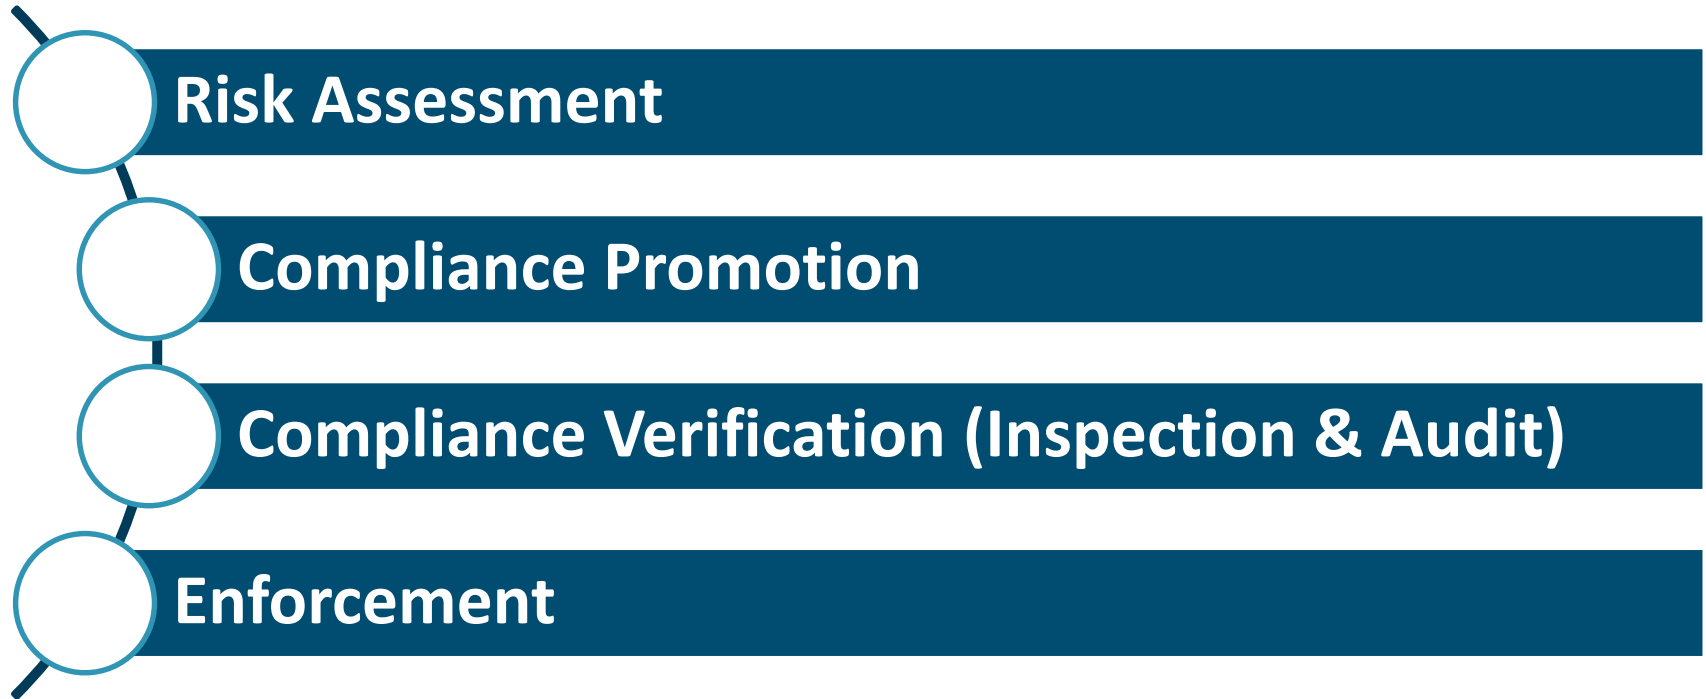 Risk Assessment
Compliance Promotion
Compliance Verification (Inspection & Audit)
Enforcement